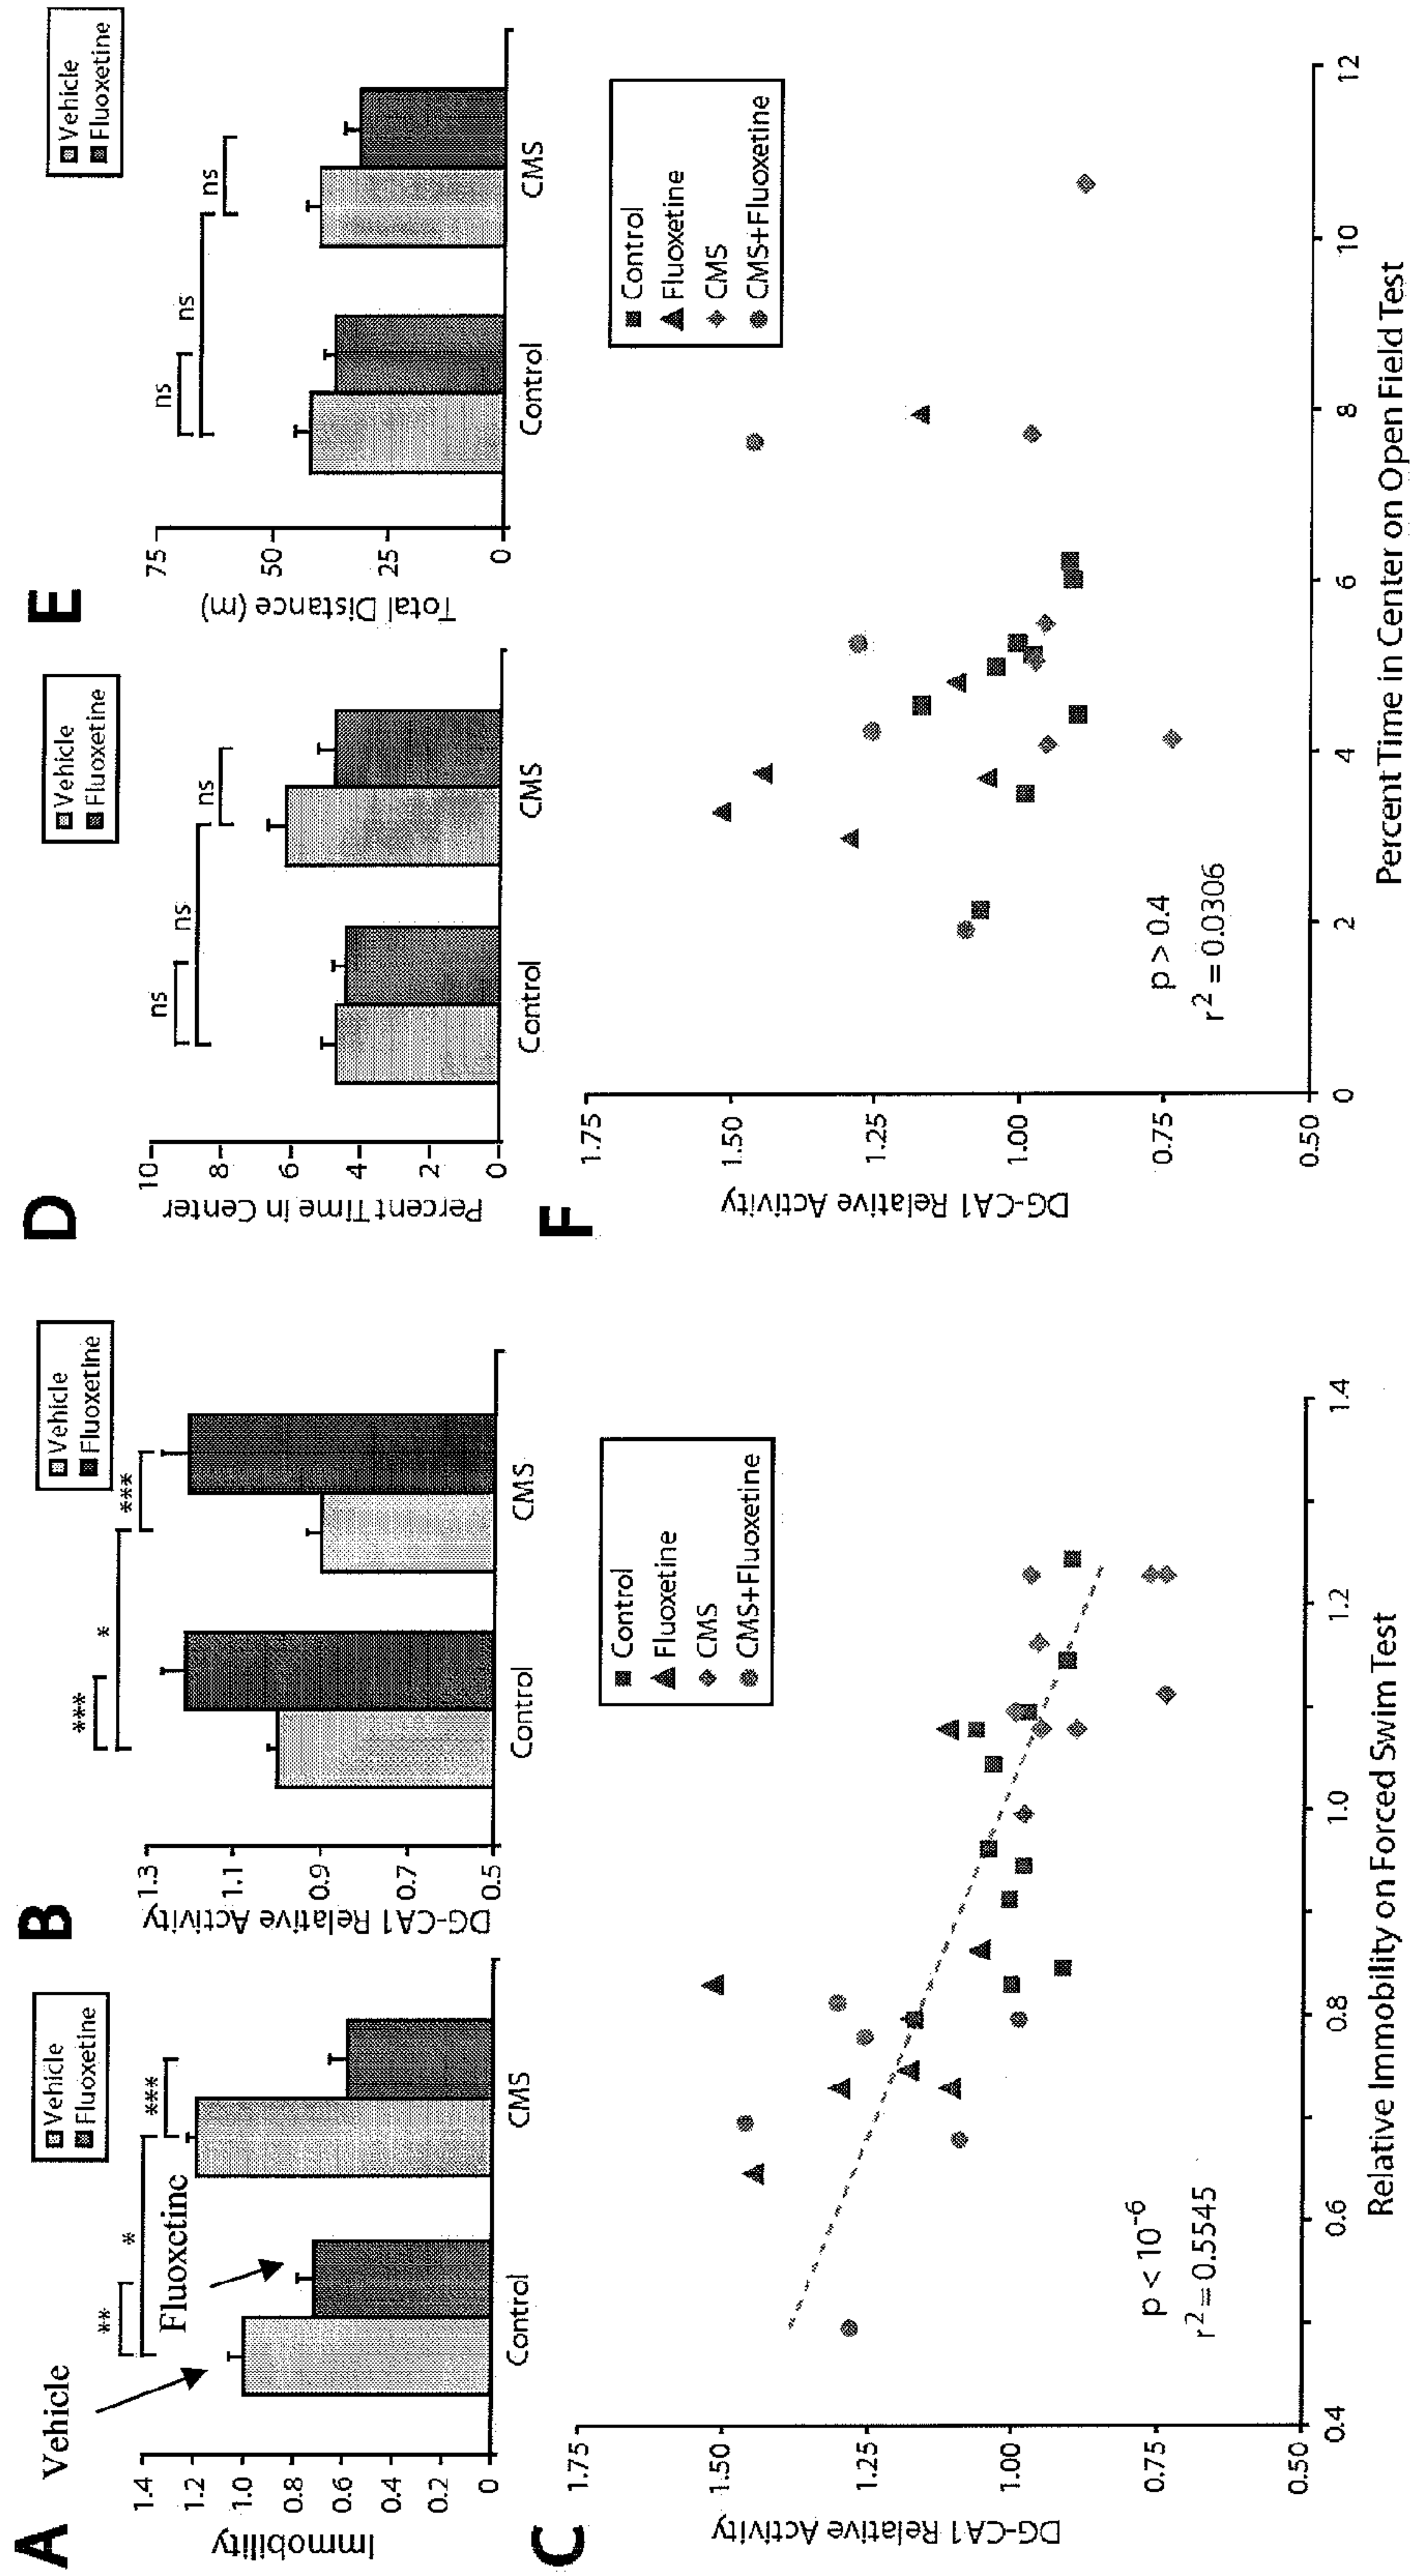 A
Vehicle
Vehicle
Fluoxetine
**
*
***
Fluoxctinc
Immobility
1.4
1.2
1.0
0.8
0.6
0.4
0.2
0
Control
CMS
B
Vehicle
Fluoxetine
***
*
***
DG-CA1 Relative Activity
1.3
1.1
0.9
0.7
0.5
Control
CMS
C
DG-CA1 Relative Activity
1.75
1.50
1.25
1.00
0.75
0.50
Control
Fluoxetine
CMS
CMS+Fluoxetine
p < 10-6
r2 = 0.5545
0.4
0.6
0.8
1.0
1.2
1.4
Relative Immobility on Forced Swim Test
D
Vehicle
Fluoxetine
ns
ns
ns
Percent Time in Center
10
8
6
4
2
0
Control
CMS
E
Vehicle
Fluoxetine
ns
ns
ns
Total Distance (m)
75
50
25
0
Control
CMS
F
DG-CA1 Relative Activity
1.75
1.50
1.25
1.00
0.75
0.50
Control
Fluoxetine
CMS
CMS+Fluoxetine
p > 0.4
r2 = 0.0306
0
2
4
6
8
10
12
Percent Time in Center on Open Field Test